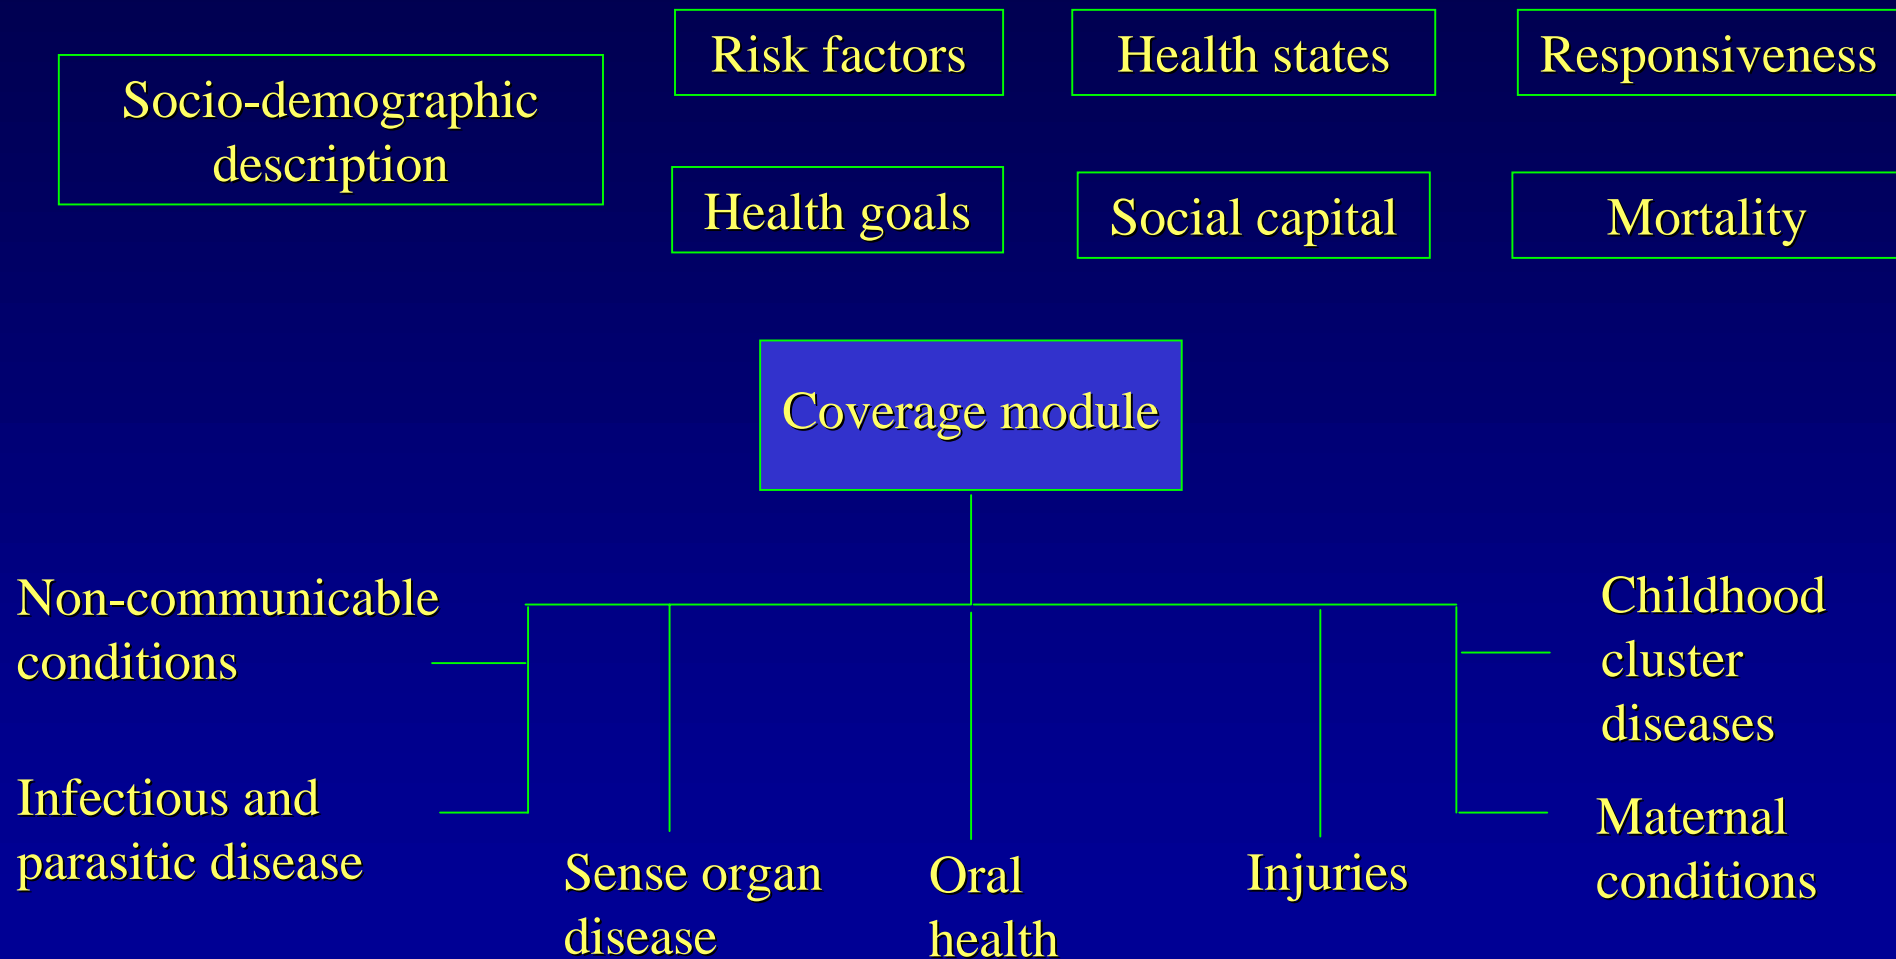 Socio-demographic
description
Risk factors
Health states
Responsiveness
Health goals
Social capital
Mortality
Coverage module
Non-communicable
conditions
Infectious and
parasitic disease
Sense organ
disease
Oral
health
Injuries
Childhood
cluster
diseases
Maternal
conditions